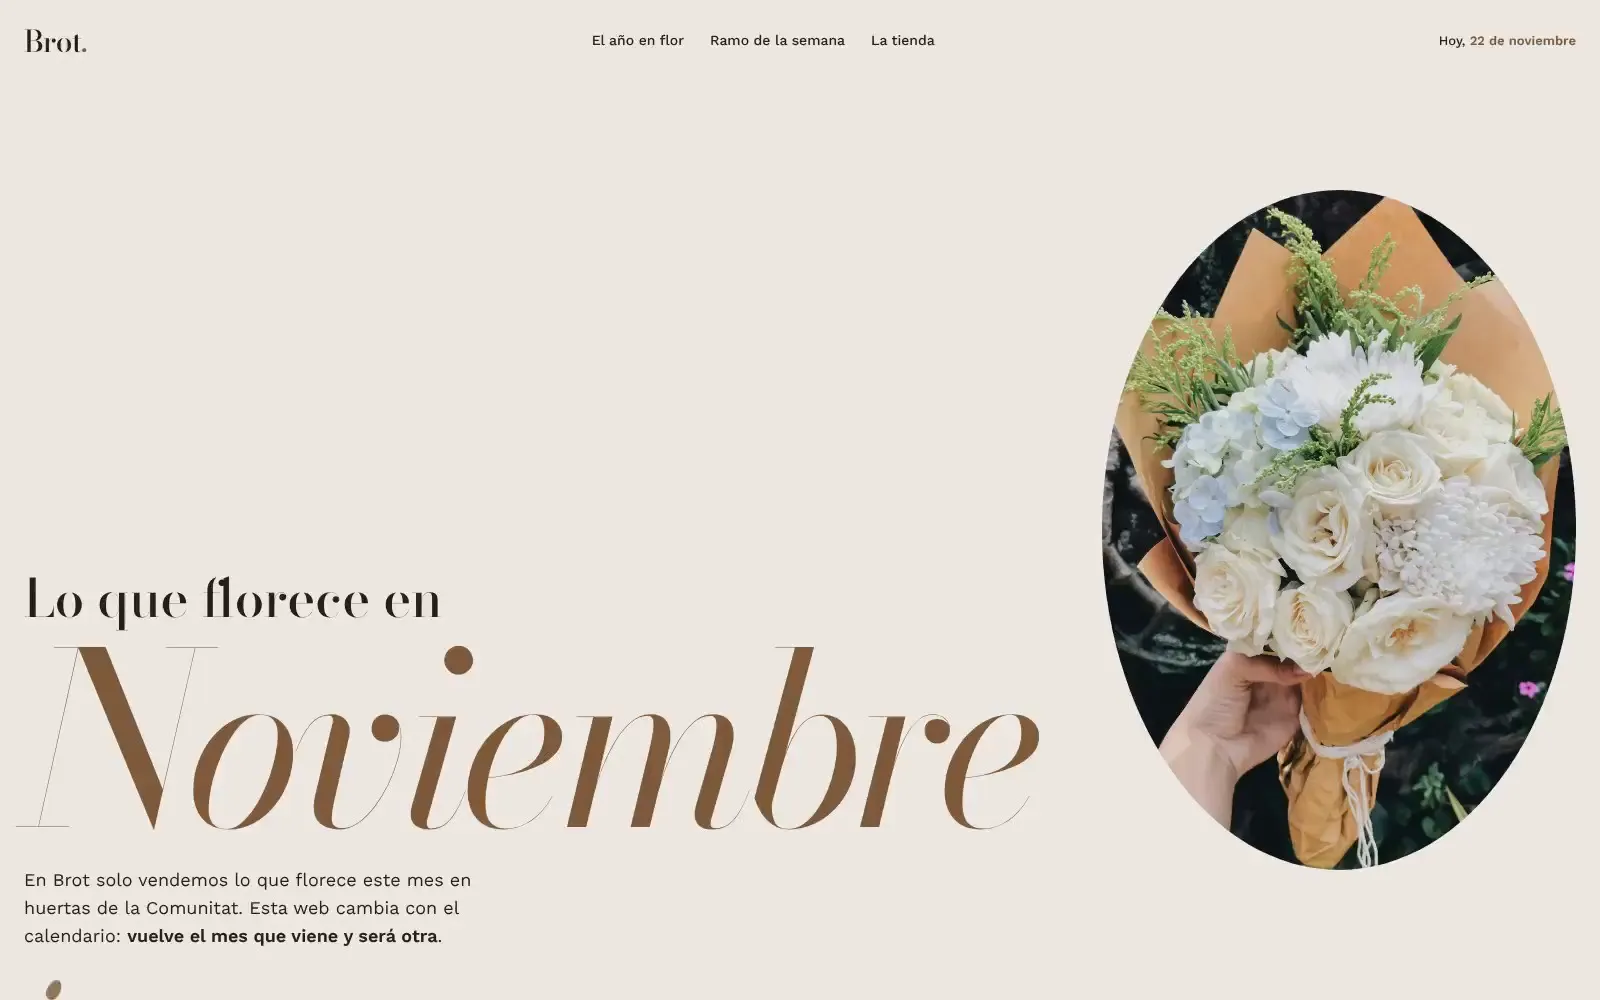 Brot.
El año en flor
Ramo de la semana
La tienda
Hoy, 22 de noviembre
Lo que florece en
Noviembre
En Brot solo vendemos lo que florece este mes en
huertas de la Comunitat. Esta web cambia con el
calendario: vuelve el mes que viene y será otra.